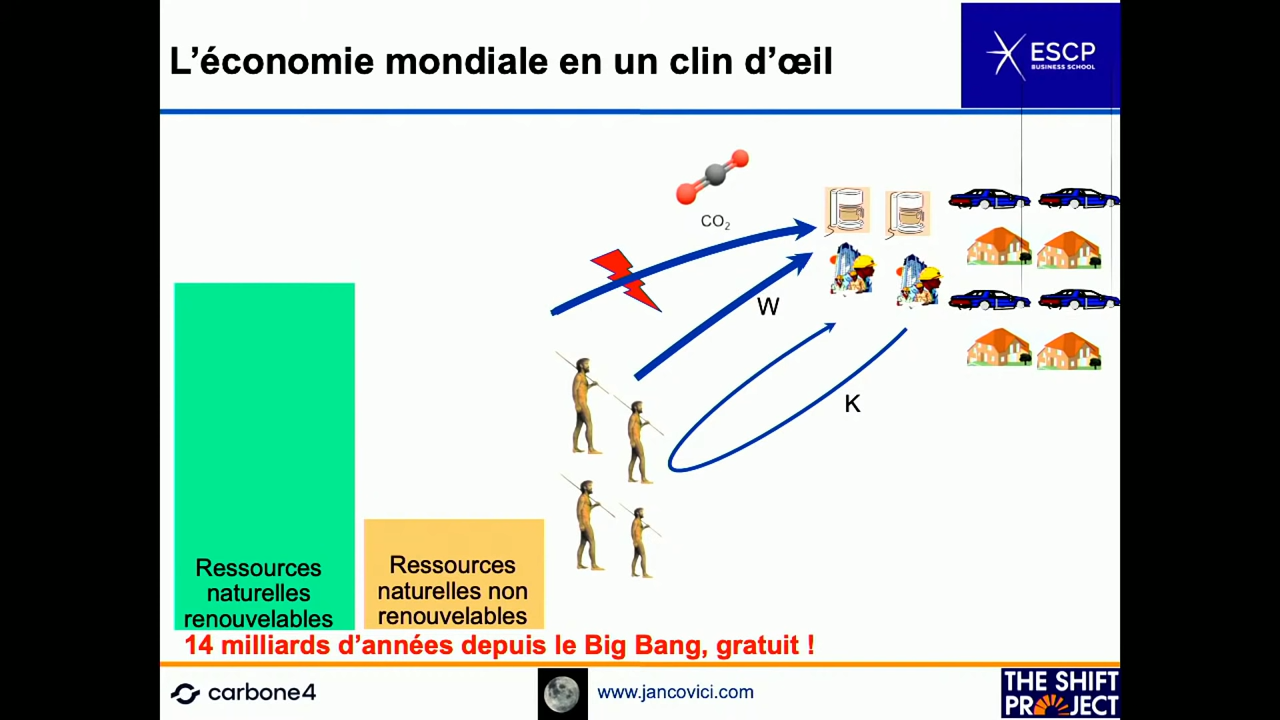 L’économie mondiale en un clin d’œil
ESCP
BUSINESS SCHOOL
CO₂
W
K
Ressources
naturelles
renouvelables
Ressources
naturelles non
renouvelables
14 milliards d’années depuis le Big Bang, gratuit !
carbone4
www.jancovici.com
THE SHIFT
PROJECT